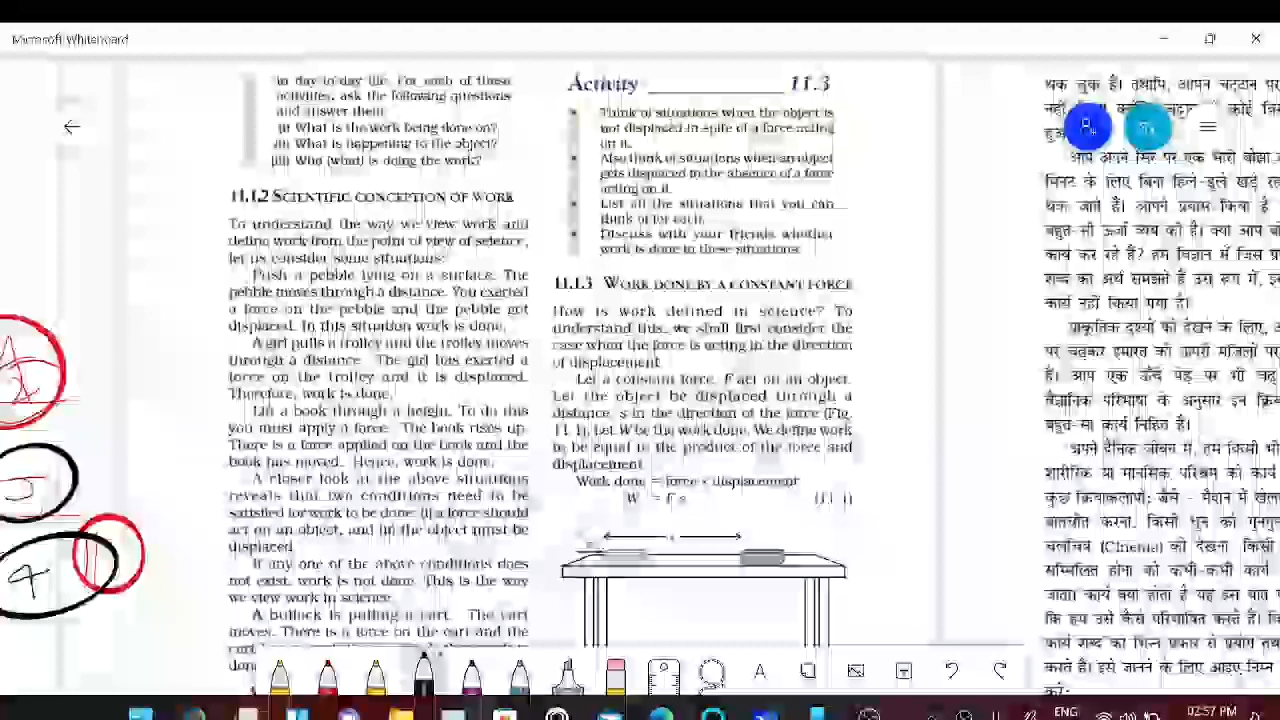 Microsoft Whiteboard
in day to day life. For each of these
activities, ask the following questions
and answer them
(i) What is the work being done on?
(ii) What is happening to the object?
(iii) Who (what) is doing the work?
11.1.2 SCIENTIFIC CONCEPTION OF WORK
To understand the way we view work and
define work from the point of view of science,
let us consider some situations:
Push a pebble lying on a surface. The
pebble moves through a distance. You exerted
a force on the pebble and the pebble got
displaced. In this situation work is done.
A girl pulls a trolley and the trolley moves
through a distance. The girl has exerted a
force on the trolley and it is displaced.
Therefore, work is done.
Lift a book through a height. To do this
you must apply a force. The book rises up.
There is a force applied on the book and the
book has moved. Hence, work is done.
A closer look at the above situations
reveals that two conditions need to be
satisfied for work to be done: (i) a force should
act on an object, and (ii) the object must be
displaced.
If any one of the above conditions does
not exist, work is not done. This is the way
we view work in science.
A bullock is pulling a cart. The cart
moves. There is a force on the cart and the
Activity 11.3
Think of situations when the object is
not displaced in spite of a force acting
on it.
Also think of situations when an object
gets displaced in the absence of a force
acting on it.
List all the situations that you can
think of for each.
Discuss with your friends whether
work is done in these situations.
11.1.3 WORK DONE BY A CONSTANT FORCE
How is work defined in science? To
understand this, we shall first consider the
case when the force is acting in the direction
of displacement.
Let a constant force, F act on an object.
Let the object be displaced through a
distance, s in the direction of the force (Fig.
11.1). Let W be the work done. We define work
to be equal to the product of the force and
displacement.
Work done = force × displacement
W = F s (11.1)
s
थक चुके हैं। तथापि, आपने चट्टान पर
आप अपने सिर पर एक भारी बोझा
मिनट के लिए बिना हिले-डुले खड़े
थक जाते हैं। आपने प्रयास किया है
बहुत-सी ऊर्जा व्यय की है। क्या आप
कार्य कर रहे हैं? हम विज्ञान में जिस
शब्द का अर्थ समझते हैं उस रूप में,
कार्य नहीं किया गया है।
प्राकृतिक दृश्यों को देखने के लिए,
पर चढ़कर इमारत की ऊपरी मंजिलों पर
हैं। आप एक ऊँचे पेड़ पर भी चढ़
वैज्ञानिक परिभाषा के अनुसार इन
बहुत-सा कार्य निहित है।
अपने दैनिक जीवन में, हम किसी भी
शारीरिक या मानसिक परिश्रम को कार्य
कुछ क्रियाकलापों; जैसे - मैदान में
बातचीत करना, किसी धुन को
चलचित्र (Cinema) को देखना, किसी
सम्मिलित होना को कभी-कभी कार्य
जाता। कार्य क्या होता है यह इस बात
कि हम उसे कैसे परिभाषित करते हैं।
कार्य शब्द का भिन्न प्रकार से प्रयोग
करते हैं। इसे जानने के लिए आइए निम्न
ENG
02:57 PM